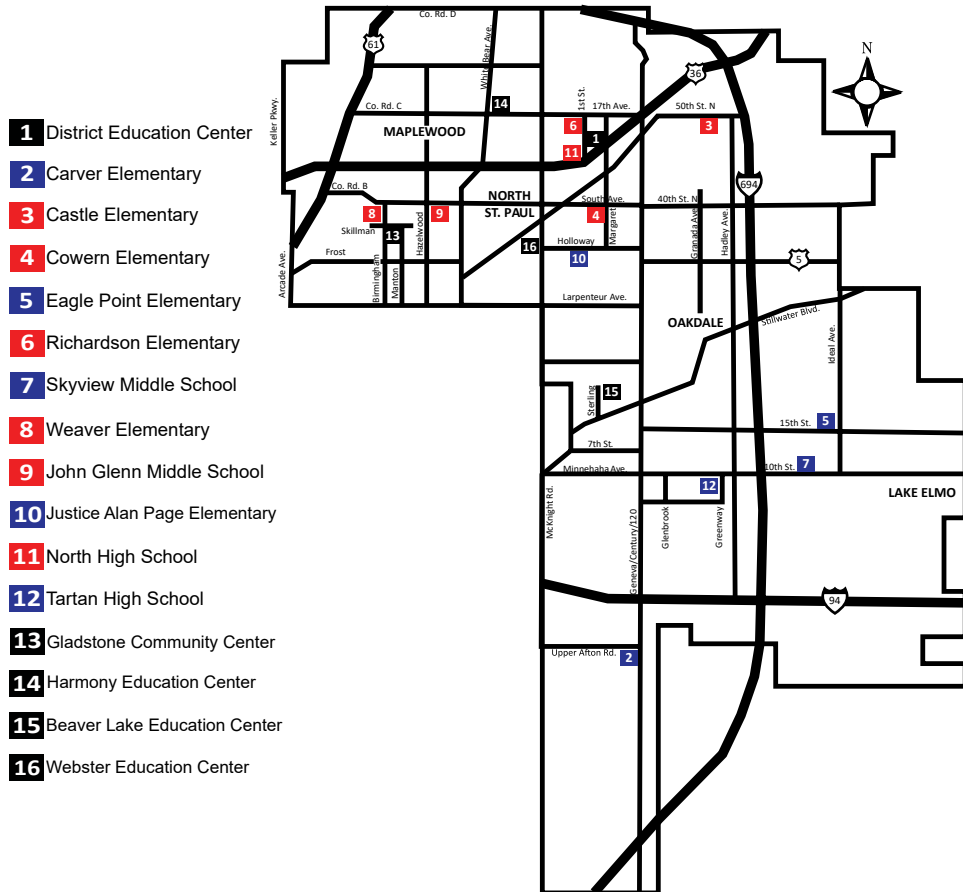 1 District Education Center
2 Carver Elementary
3 Castle Elementary
4 Cowern Elementary
5 Eagle Point Elementary
6 Richardson Elementary
7 Skyview Middle School
8 Weaver Elementary
9 John Glenn Middle School
10 Justice Alan Page Elementary
11 North High School
12 Tartan High School
13 Gladstone Community Center
14 Harmony Education Center
15 Beaver Lake Education Center
16 Webster Education Center
Co. Rd. D
61
White Bear Ave.
36
N
Keller Pkwy.
Co. Rd. C
14
1st St.
17th Ave.
50th St. N
MAPLEWOOD
6
1
3
11
694
Co. Rd. B
NORTH
ST. PAUL
South Ave.
40th St. N
8
9
4
Margaret
Granada Ave.
Hadley Ave.
Skillman
13
Hazelwood
16
Holloway
10
Frost
5
Arcade Ave.
Birmingham
Manton
Larpenteur Ave.
OAKDALE
Stillwater Blvd.
Ideal Ave.
Sterling
15
15th St.
5
7th St.
Minnehaha Ave.
10th St.
7
12
LAKE ELMO
McKnight Rd.
Geneva/Century/120
Glenbrook
Greenway
94
Upper Afton Rd.
2